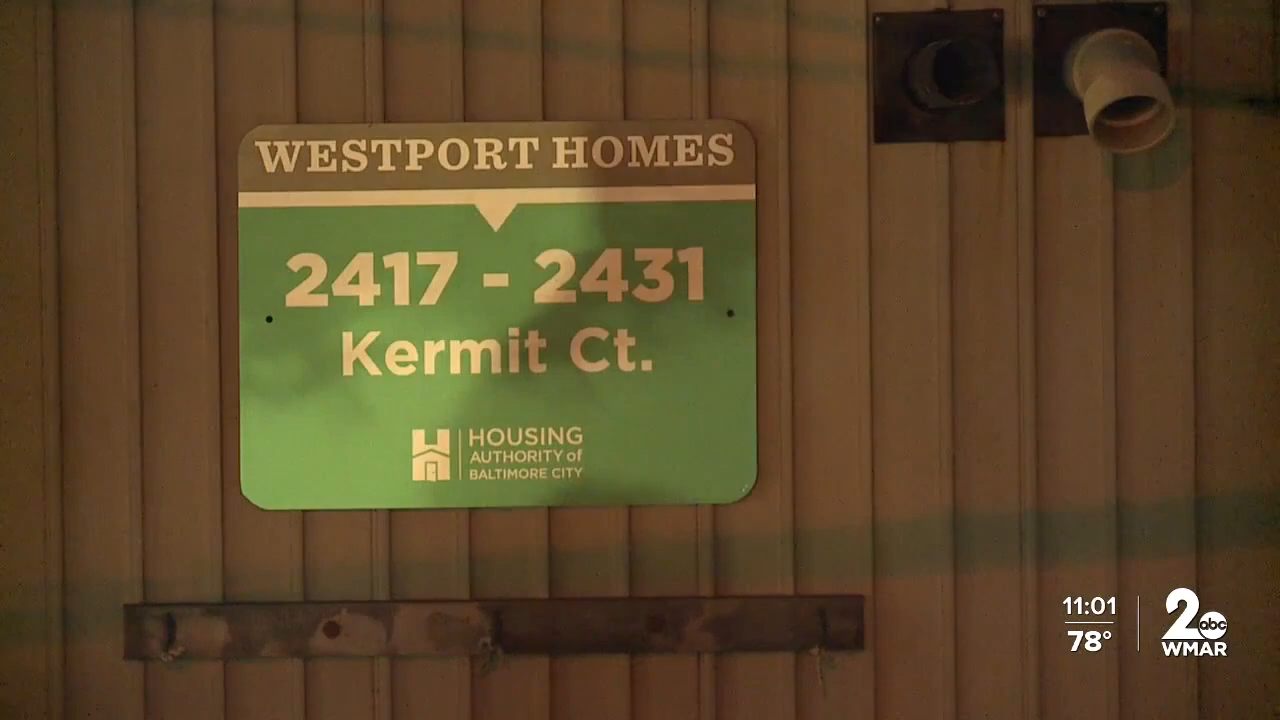 WESTPORT HOMES
2417 - 2431
Kermit Ct.
HOUSING
AUTHORITY of
BALTIMORE CITY
11:01
78°
2 abc
WMAR